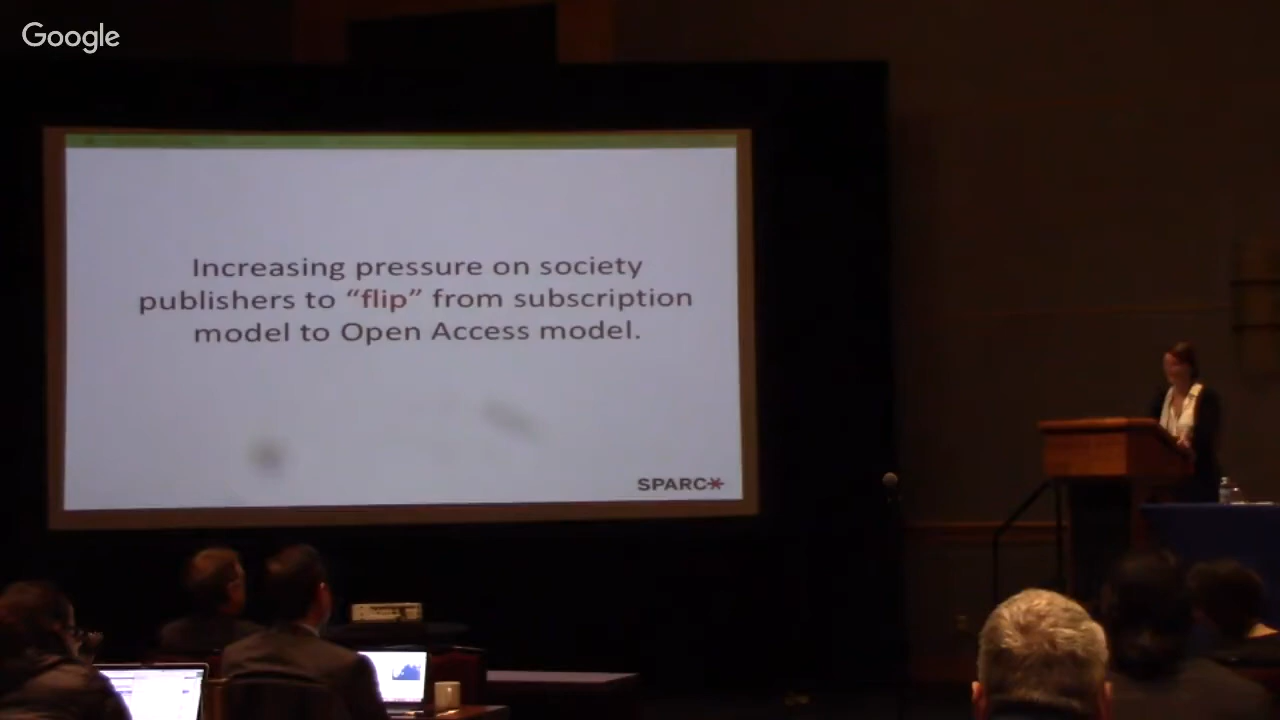 Google
Increasing pressure on society
publishers to “flip” from subscription
model to Open Access model.
SPARC